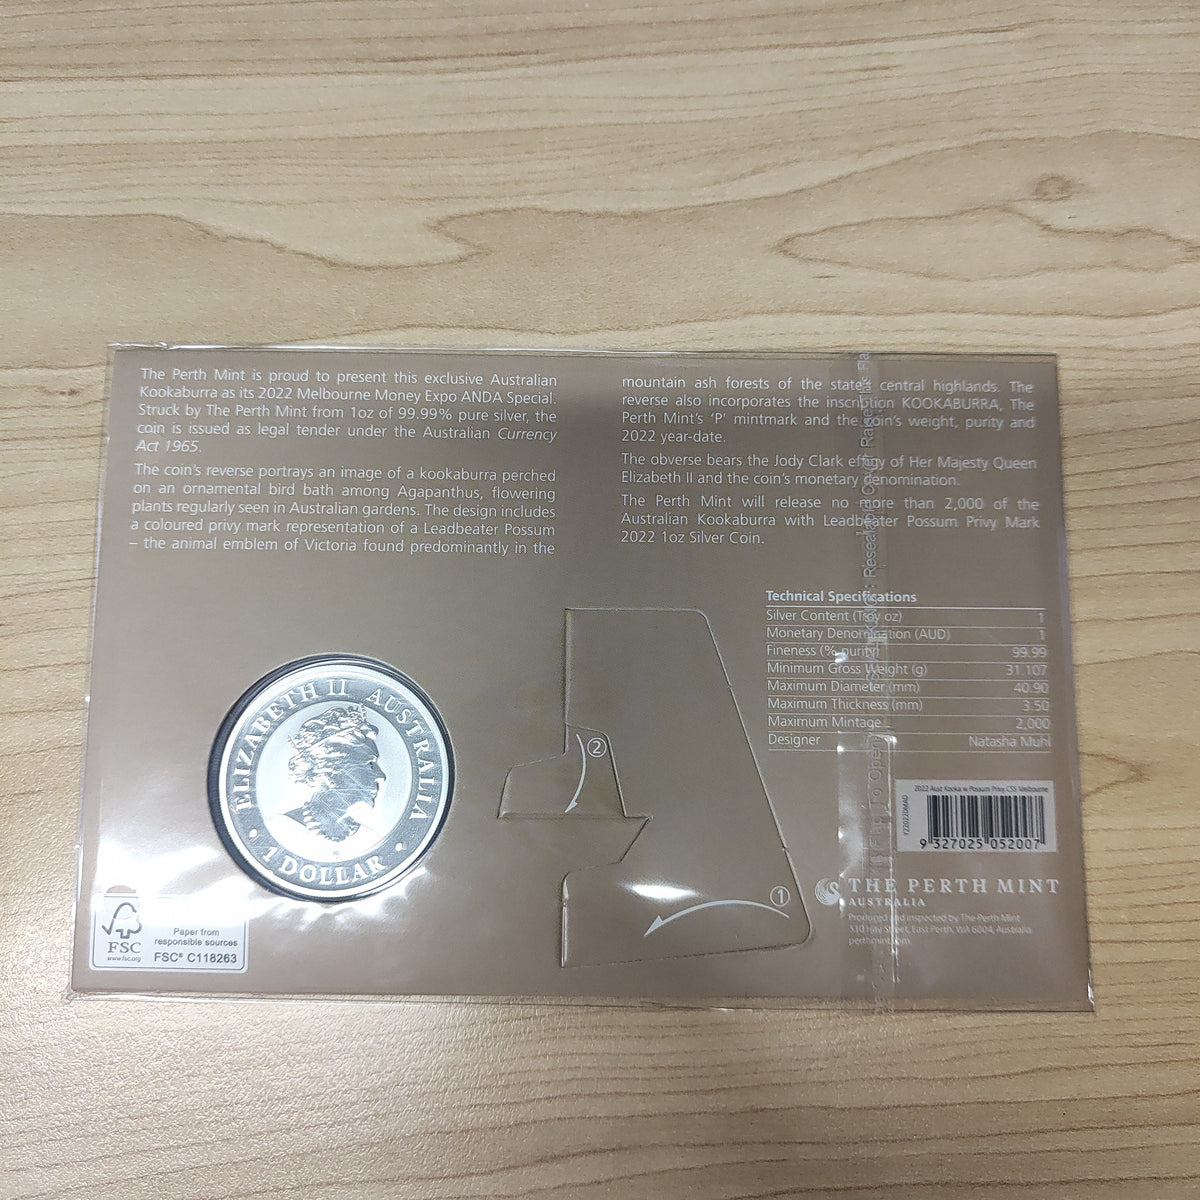 The Perth Mint is proud to present this exclusive Australian
Kookaburra as its 2022 Melbourne Money Expo ANDA Special.
Struck by The Perth Mint from 1oz of 99.99% pure silver, the
coin is issued as legal tender under the Australian Currency
Act 1965.
The coin's reverse portrays an image of a kookaburra perched
on an ornamental bird bath among Agapanthus, flowering
plants regularly seen in Australian gardens. The design includes
a coloured privy mark representation of a Leadbeater Possum
– the animal emblem of Victoria found predominantly in the
mountain ash forests of the state's central highlands. The
reverse also incorporates the inscription KOOKABURRA, The
Perth Mint's 'P' mintmark and the coin's weight, purity and
2022 year-date.
The obverse bears the Jody Clark effigy of Her Majesty Queen
Elizabeth II and the coin's monetary denomination.
The Perth Mint will release no more than 2,000 of the
Australian Kookaburra with Leadbeater Possum Privy Mark
2022 1oz Silver Coin.
Technical Specifications
Silver Content (Troy oz) 1
Monetary Denomination (AUD) 1
Fineness (% purity) 99.99
Minimum Gross Weight (g) 31.107
Maximum Diameter (mm) 40.90
Maximum Thickness (mm) 3.50
Maximum Mintage 2,000
Designer Natasha Muhl
ELIZABETH II AUSTRALIA
1 DOLLAR
2
1
2022 Aust Kooka w Possum Privy CSS Melbourne
9 327025 052007
THE PERTH MINT
AUSTRALIA
Produced and inspected by The Perth Mint
310 Hay Street, East Perth, WA 6004, Australia
perthmint.com
FSC
www.fsc.org
Paper from
responsible sources
FSC® C118263
to Open